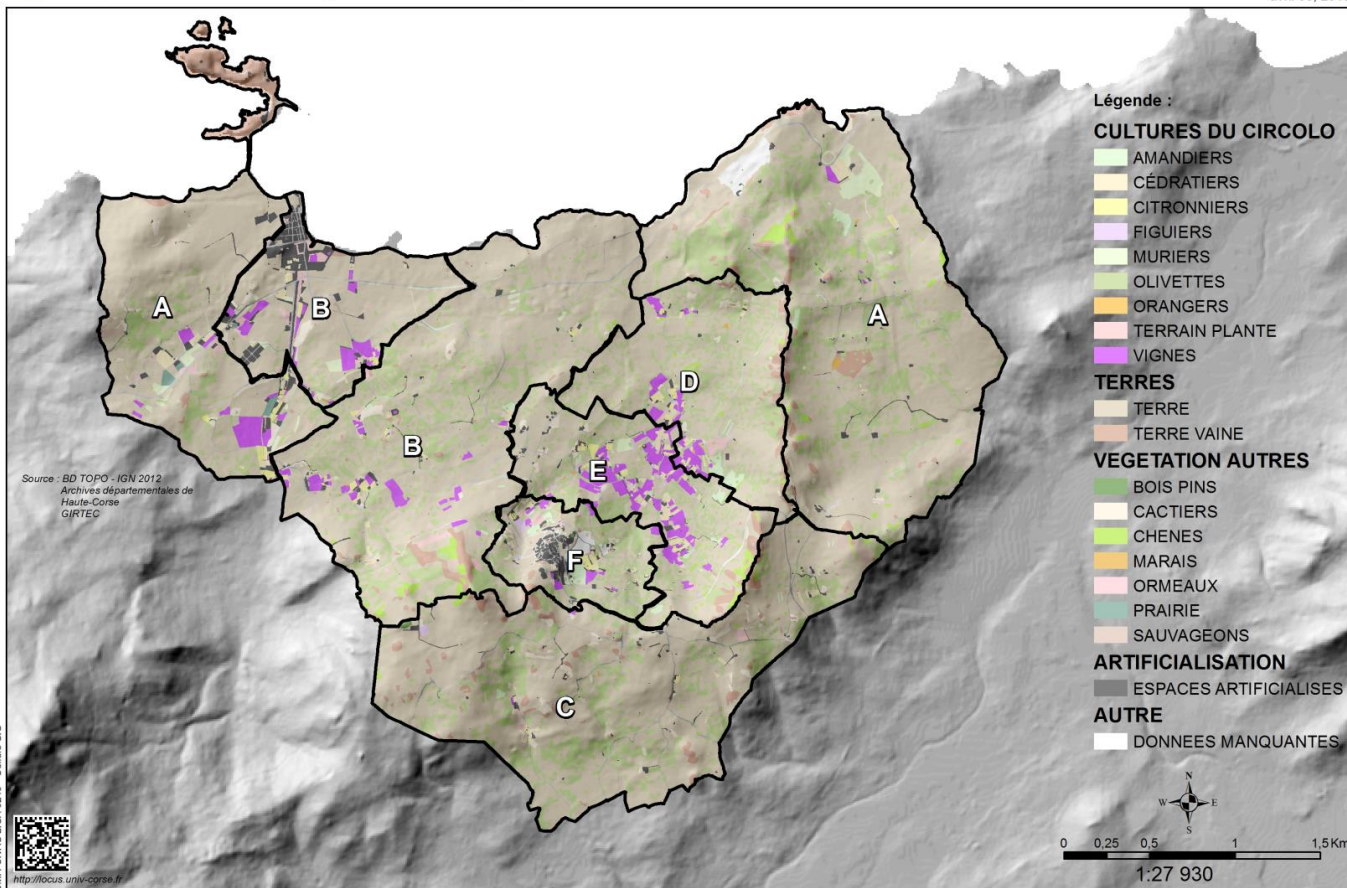 Légende :
CULTURES DU CIRCOLO
AMANDIERS
CÉDRATIERS
CITRONNIERS
FIGUIERS
MURIERS
OLIVETTES
ORANGERS
TERRAIN PLANTE
VIGNES
TERRES
TERRE
TERRE VAINE
VEGETATION AUTRES
BOIS PINS
CACTIERS
CHENES
MARAIS
ORMEAUX
PRAIRIE
SAUVAGEONS
ARTIFICIALISATION
ESPACES ARTIFICIALISES
AUTRE
DONNEES MANQUANTES
A
B
A
D
B
E
F
C
Source : BD TOPO - IGN 2012
Archives départementales de
Haute-Corse
GIRTEC
N
W E
S
0 0,25 0,5 1 1,5 Km
1:27 930
http://locus.univ-corse.fr